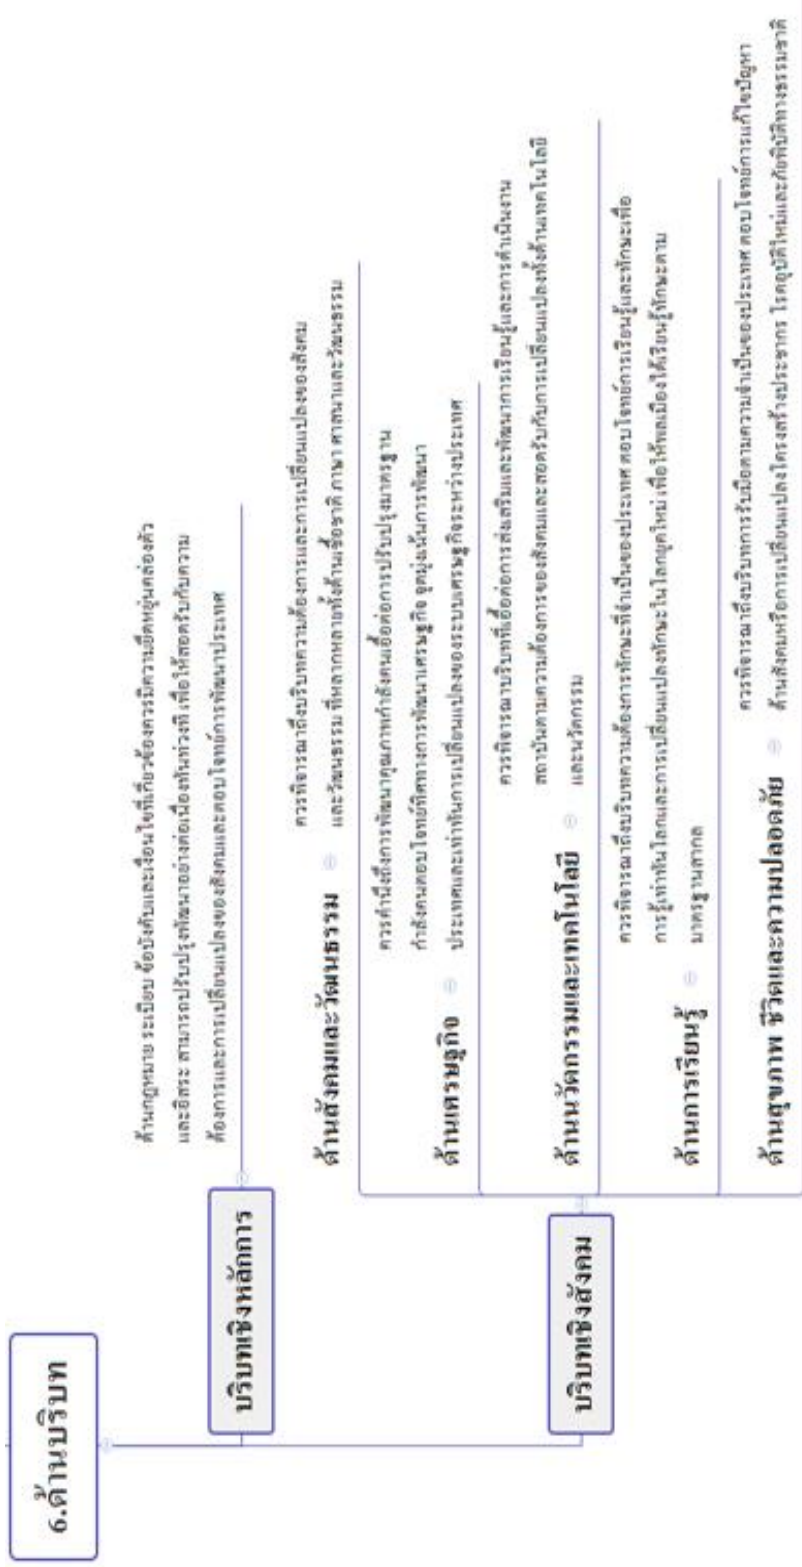 6.ด้านบริบท
บริบทเชิงหลักการ
ด้านกฎหมาย ระเบียบ ข้อบังคับและเงื่อนไขที่เกี่ยวข้องควรมีความยืดหยุ่นคล่องตัว
และอิสระ สามารถปรับปรุงพัฒนาอย่างต่อเนื่องทันท่วงที เพื่อให้สอดรับกับความ
ต้องการและการเปลี่ยนแปลงของสังคมและตอบโจทย์การพัฒนาประเทศ
บริบทเชิงสังคม
ด้านสังคมและวัฒนธรรม
ควรพิจารณาถึงบริบทความต้องการและการเปลี่ยนแปลงของสังคม
และวัฒนธรรม ที่หลากหลายทั้งด้านเชื้อชาติ ภาษา ศาสนาและวัฒนธรรม
ด้านเศรษฐกิจ
ควรคำนึงถึงการพัฒนาคุณภาพกำลังคนเอื้อต่อการปรับปรุงมาตรฐาน
กำลังคนตอบโจทย์ทิศทางการพัฒนาเศรษฐกิจ จุดมุ่งเน้นการพัฒนา
ประเทศและเท่าทันการเปลี่ยนแปลงของระบบเศรษฐกิจระหว่างประเทศ
ด้านนวัตกรรมและเทคโนโลยี
ควรพิจารณาบริบทที่เอื้อต่อการส่งเสริมและพัฒนาการเรียนรู้และการดำเนินงาน
สถาบันตามความต้องการของสังคมและสอดรับกับการเปลี่ยนแปลงทั้งด้านเทคโนโลยี
และนวัตกรรม
ด้านการเรียนรู้
ควรพิจารณาถึงบริบทความต้องการทักษะที่จำเป็นของประเทศ ตอบโจทย์การเรียนรู้และทักษะเพื่อ
การรู้เท่าทันโลกและการเปลี่ยนแปลงทักษะในโลกยุคใหม่ เพื่อให้พลเมืองได้เรียนรู้ทักษะตาม
มาตรฐานสากล
ด้านสุขภาพ ชีวิตและความปลอดภัย
ควรพิจารณาถึงบริบทการรับมือตามความจำเป็นของประเทศ ตอบโจทย์การแก้ไขปัญหา
ด้านสังคมหรือการเปลี่ยนแปลงโครงสร้างประชากร โรคอุบัติใหม่และภัยพิบัติทางธรรมชาติ